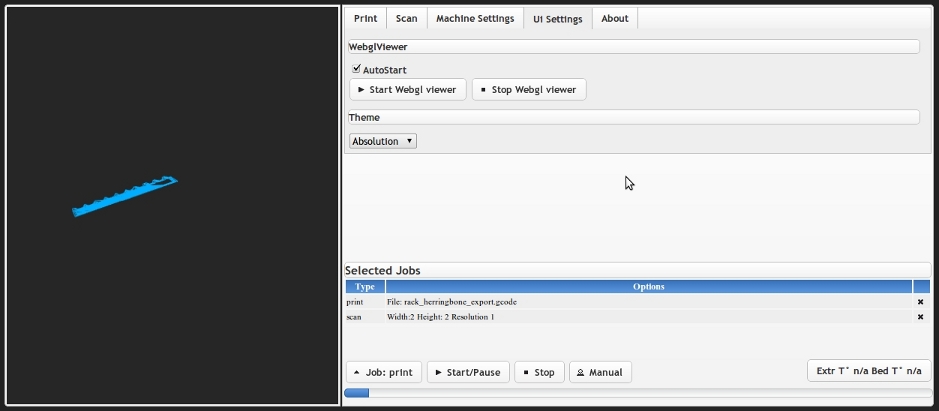 Print Scan Machine Settings Ui Settings About
WebglViewer
AutoStart
Start Webgl viewer Stop Webgl viewer
Theme
Absolution
Selected Jobs
Type Options
print File: rack_herringbone_export.gcode
scan Width:2 Height: 2 Resolution 1
Job: print Start/Pause Stop Manual Extr T° n/a Bed T° n/a